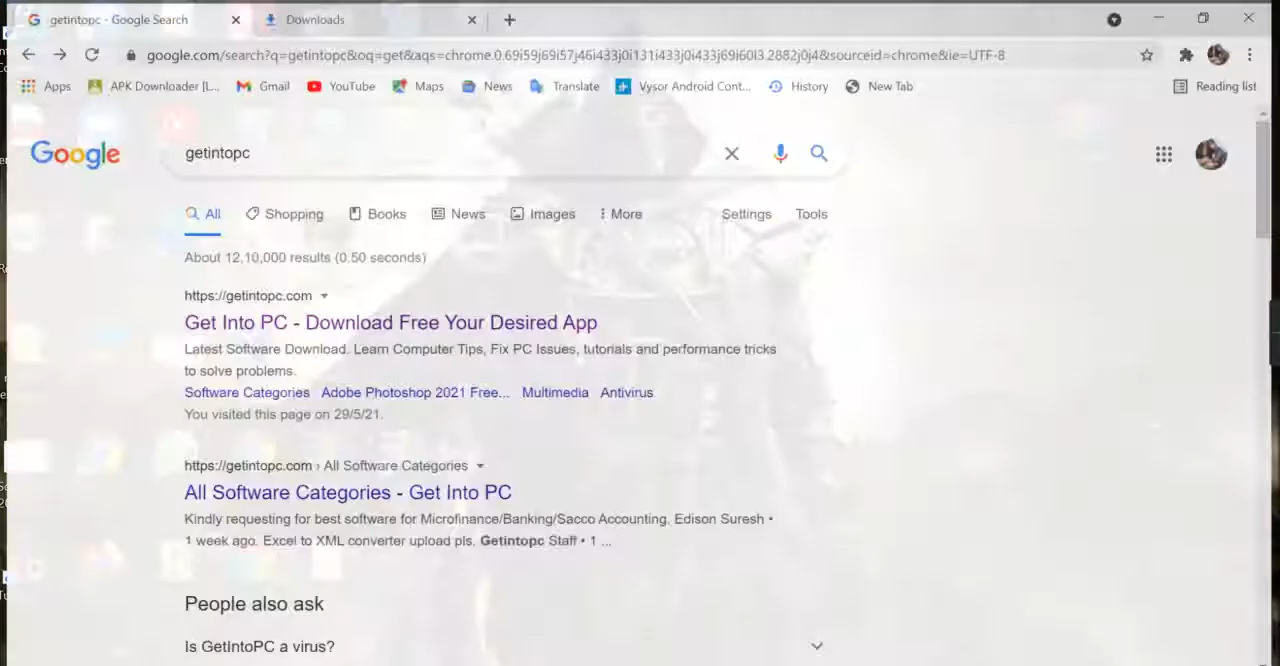 getintopc - Google Search
Downloads
google.com/search?q=getintopc&oq=get&aqs=chrome.0.69i59j69i57j46i433j0i131i433j0i433j69i60l3.2882j0j4&sourceid=chrome&ie=UTF-8
Apps APK Downloader [L... Gmail YouTube Maps News Translate Vysor Android Cont... History New Tab Reading list
Google getintopc
All Shopping Books News Images More Settings Tools
About 12,10,000 results (0.50 seconds)
https://getintopc.com
Get Into PC - Download Free Your Desired App
Latest Software Download. Learn Computer Tips, Fix PC Issues, tutorials and performance tricks
to solve problems.
Software Categories Adobe Photoshop 2021 Free... Multimedia Antivirus
You visited this page on 29/5/21.
https://getintopc.com › All Software Categories
All Software Categories - Get Into PC
Kindly requesting for best software for Microfinance/Banking/Sacco Accounting. Edison Suresh •
1 week ago. Excel to XML converter upload pls. Getintopc Staff • 1 ...
People also ask
Is GetIntoPC a virus?